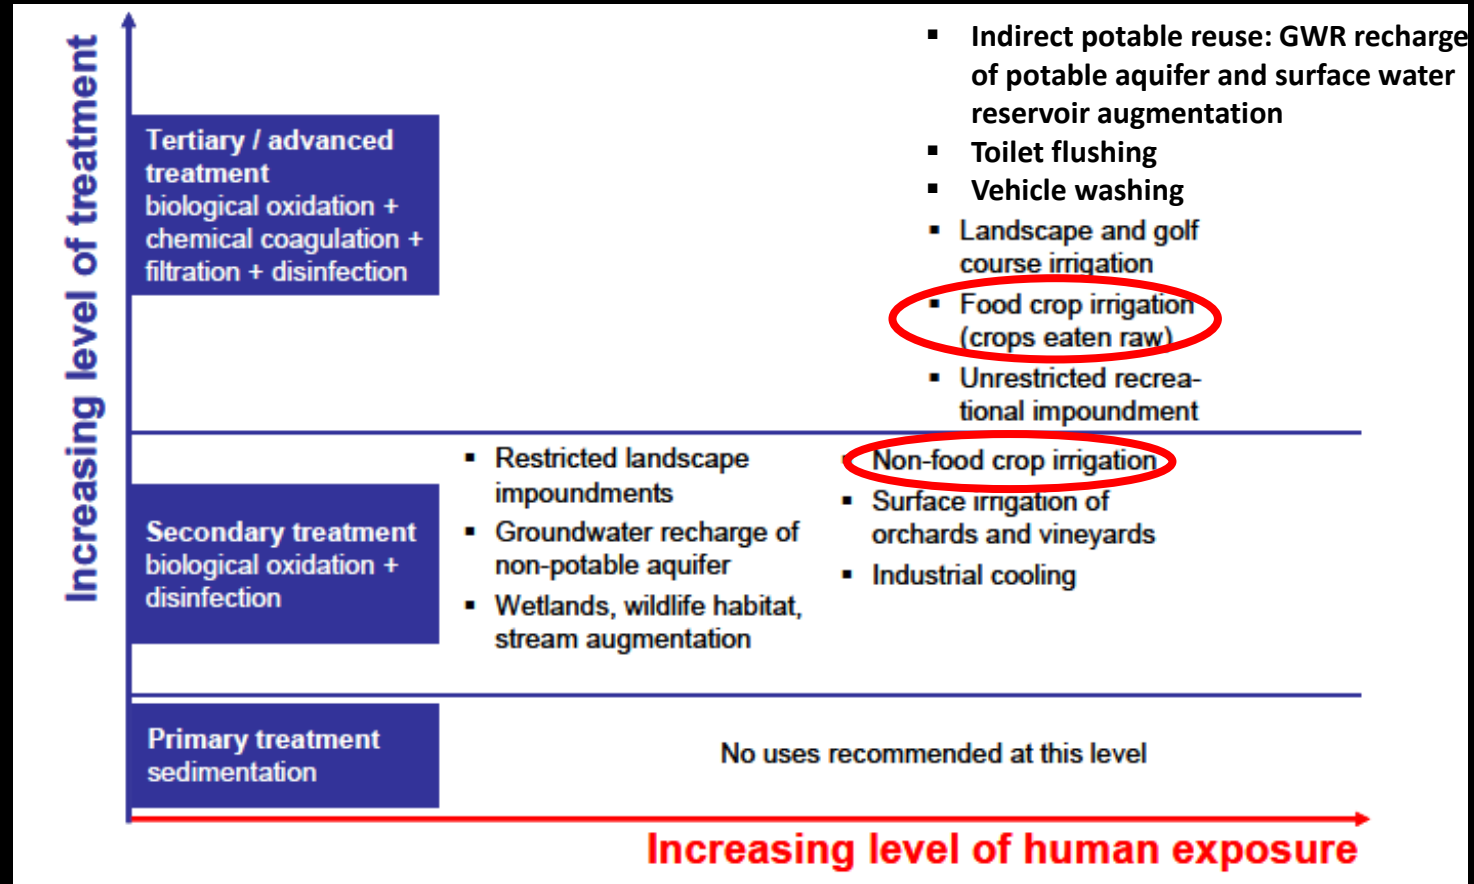 Increasing level of treatment
▪ Indirect potable reuse: GWR recharge
of potable aquifer and surface water
reservoir augmentation
▪ Toilet flushing
▪ Vehicle washing
▪ Landscape and golf
course irrigation
▪ Food crop irrigation
(crops eaten raw)
▪ Unrestricted recrea-
tional impoundment
Tertiary / advanced
treatment
biological oxidation +
chemical coagulation +
filtration + disinfection
Secondary treatment
biological oxidation +
disinfection
▪ Restricted landscape
impoundments
▪ Groundwater recharge of
non-potable aquifer
▪ Wetlands, wildlife habitat,
stream augmentation
▪ Non-food crop irrigation
▪ Surface irrigation of
orchards and vineyards
▪ Industrial cooling
Primary treatment
sedimentation
No uses recommended at this level
Increasing level of human exposure